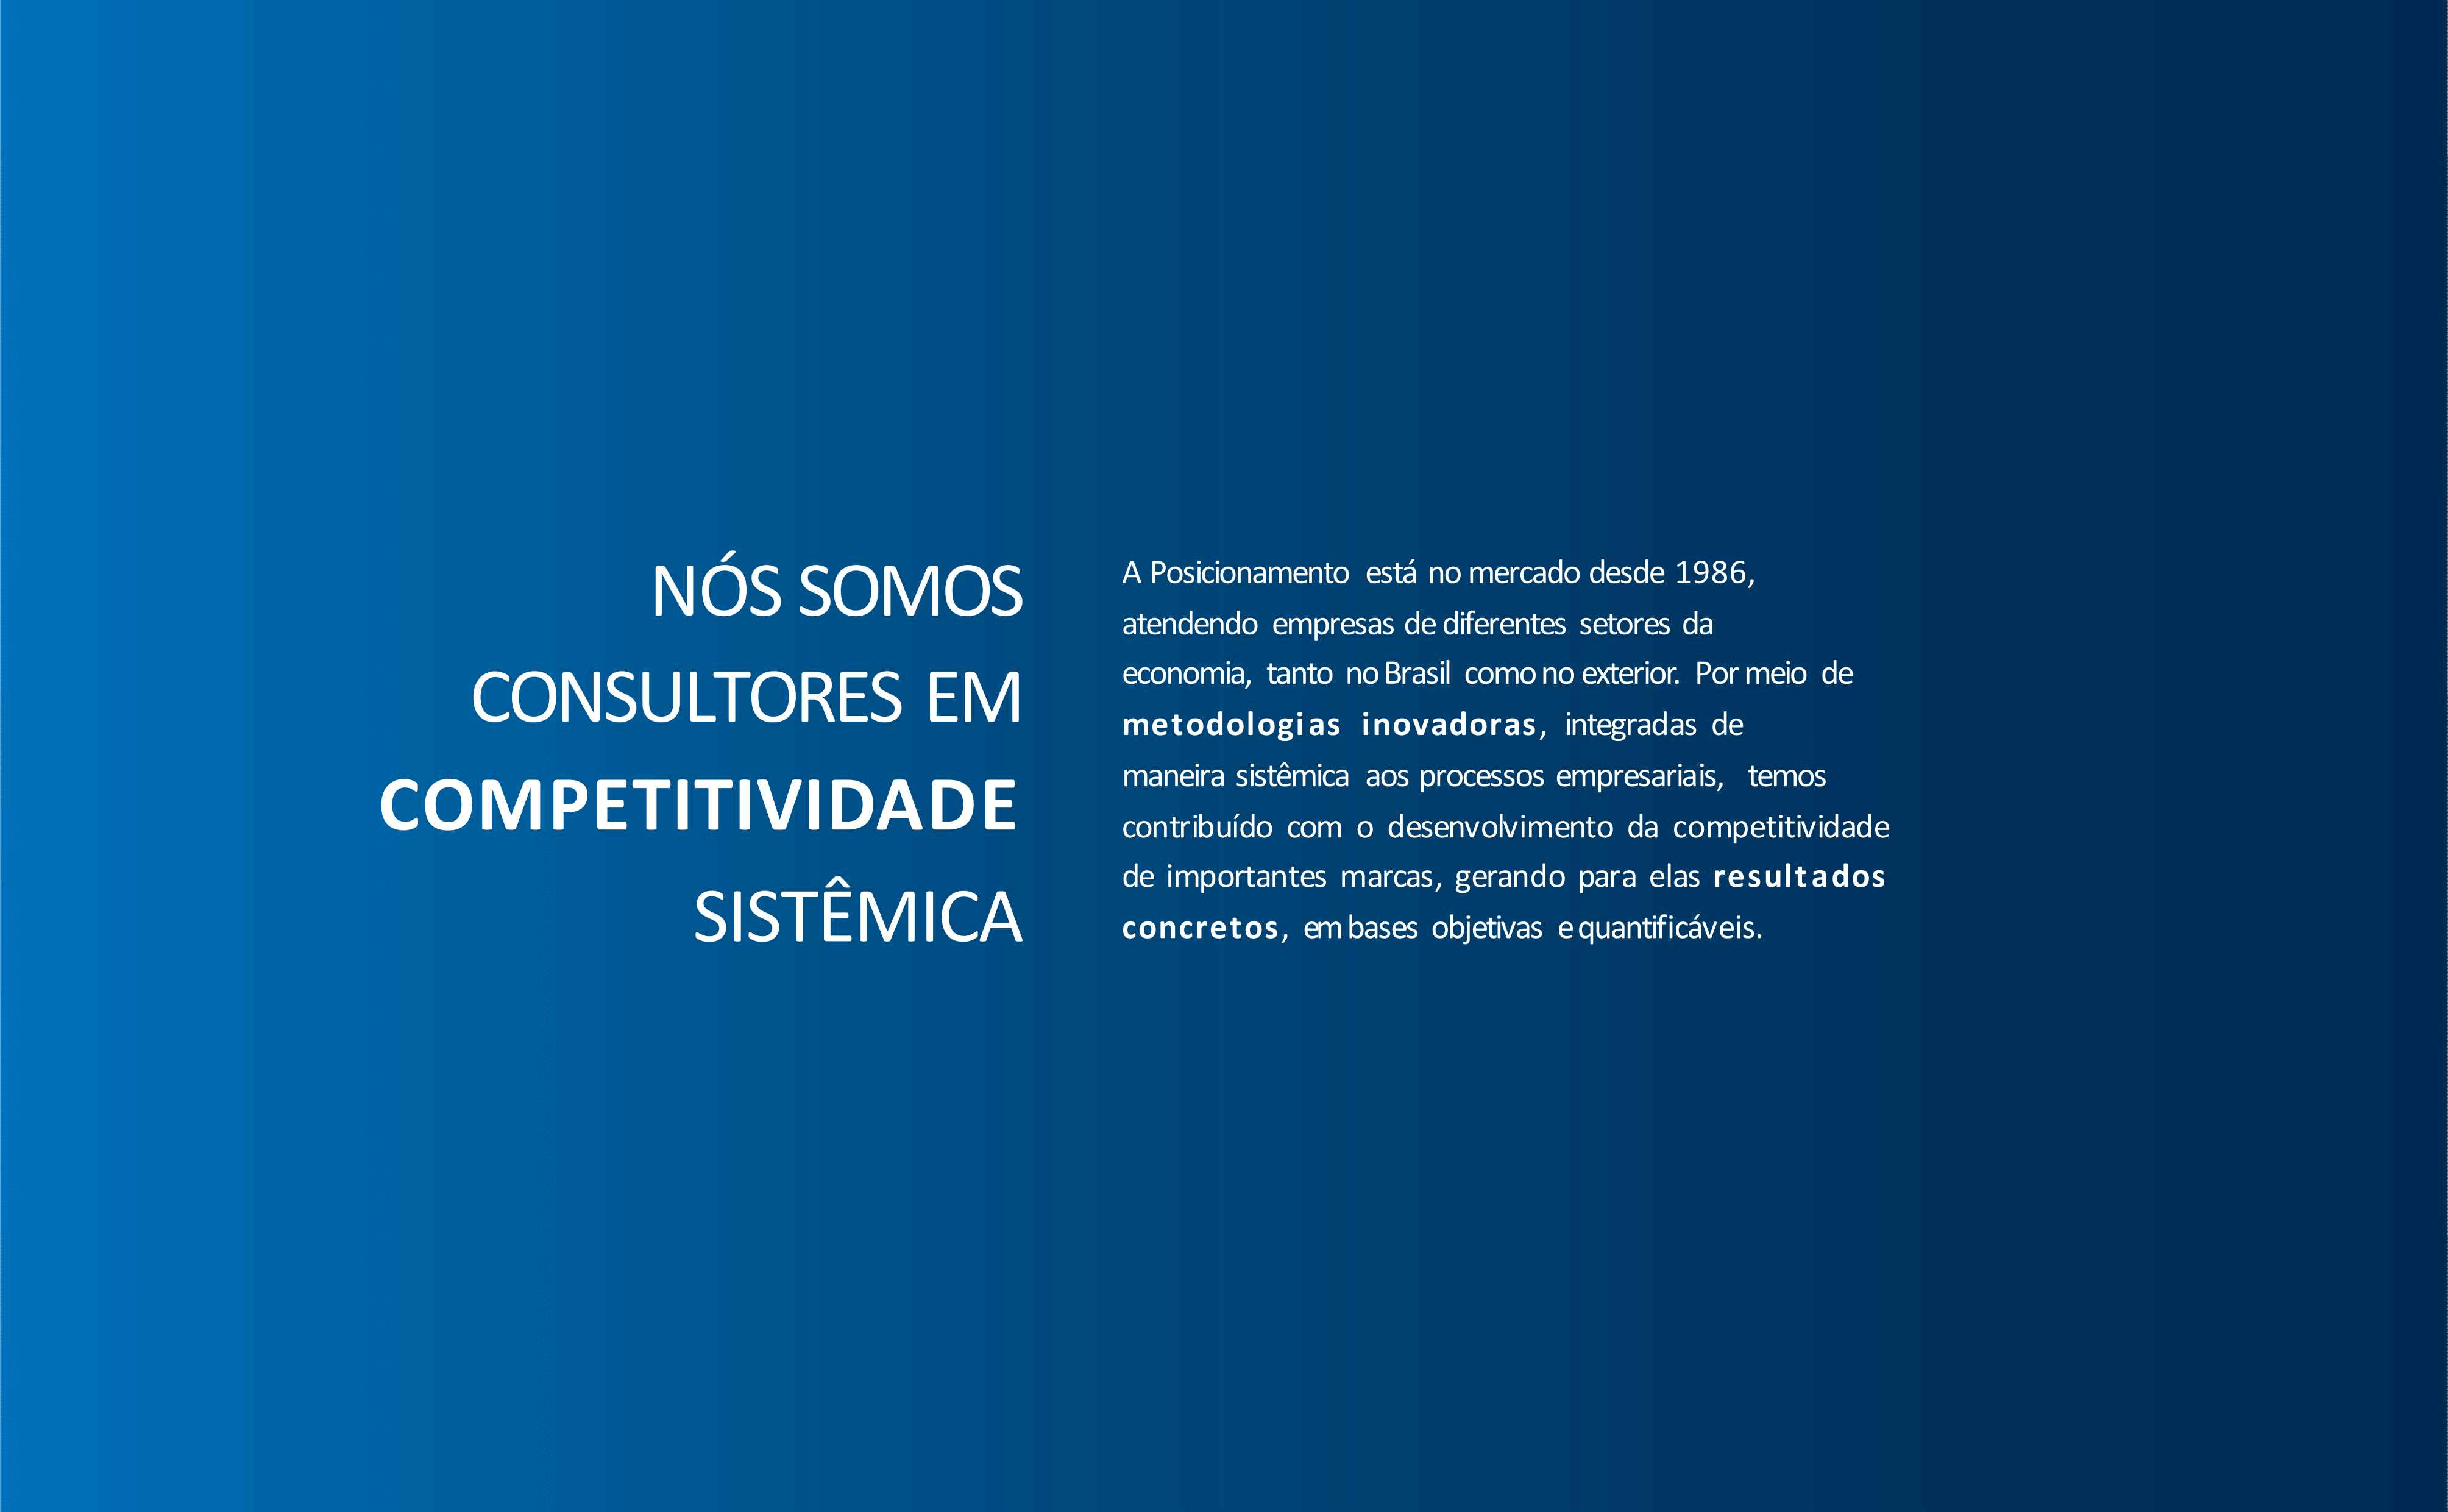 NÓS SOMOS
CONSULTORES EM
COMPETITIVIDADE
SISTÊMICA
A Posicionamento está no mercado desde 1986,
atendendo empresas de diferentes setores da
economia, tanto no Brasil como no exterior. Por meio de
metodologias inovadoras, integradas de
maneira sistêmica aos processos empresariais, temos
contribuído com o desenvolvimento da competitividade
de importantes marcas, gerando para elas resultados
concretos, em bases objetivas e quantificáveis.